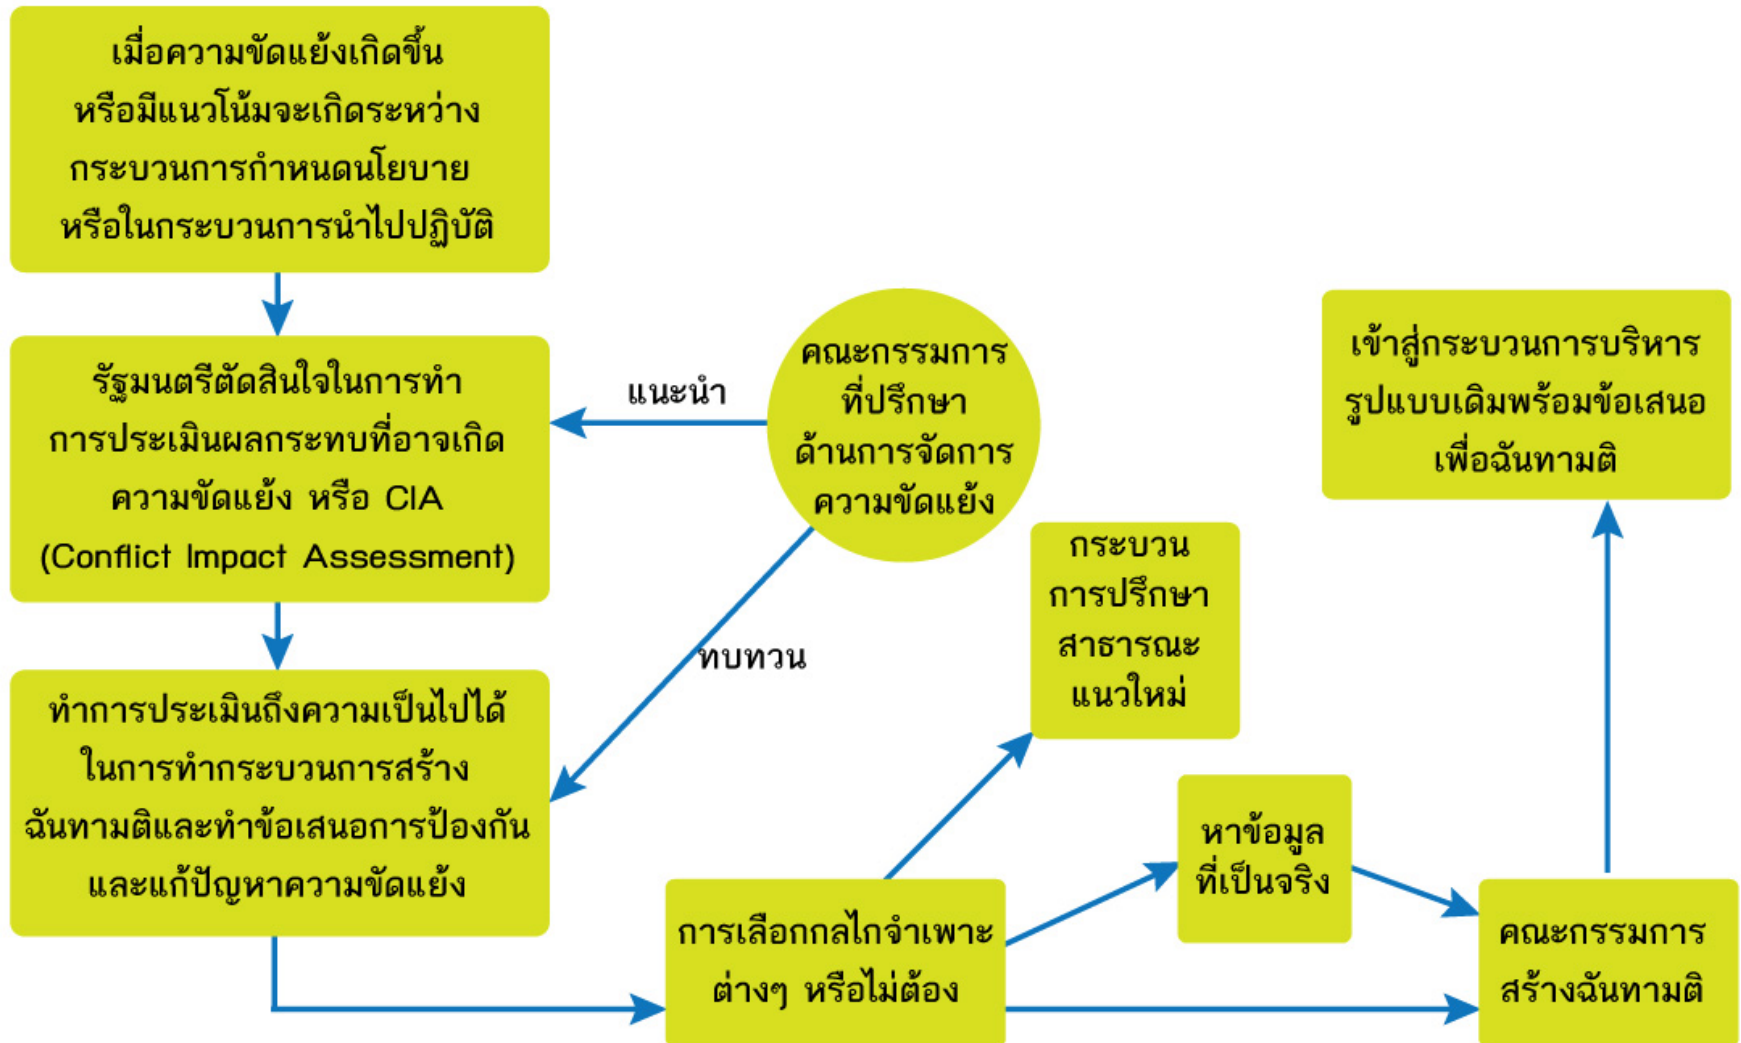 เมื่อความขัดแย้งเกิดขึ้น
หรือมีแนวโน้มจะเกิดระหว่าง
กระบวนการกำหนดนโยบาย
หรือในกระบวนการนำไปปฏิบัติ
รัฐมนตรีตัดสินใจในการทำ
การประเมินผลกระทบที่อาจเกิด
ความขัดแย้ง หรือ CIA
(Conflict Impact Assessment)
ทำการประเมินถึงความเป็นไปได้
ในการทำกระบวนการสร้าง
ฉันทามติและทำข้อเสนอการป้องกัน
และแก้ปัญหาความขัดแย้ง
แนะนำ
คณะกรรมการ
ที่ปรึกษา
ด้านการจัดการ
ความขัดแย้ง
ทบทวน
การเลือกกลไกจำเพาะ
ต่างๆ หรือไม่ต้อง
กระบวน
การปรึกษา
สาธารณะ
แนวใหม่
หาข้อมูล
ที่เป็นจริง
คณะกรรมการ
สร้างฉันทามติ
เข้าสู่กระบวนการบริหาร
รูปแบบเดิมพร้อมข้อเสนอ
เพื่อฉันทามติ